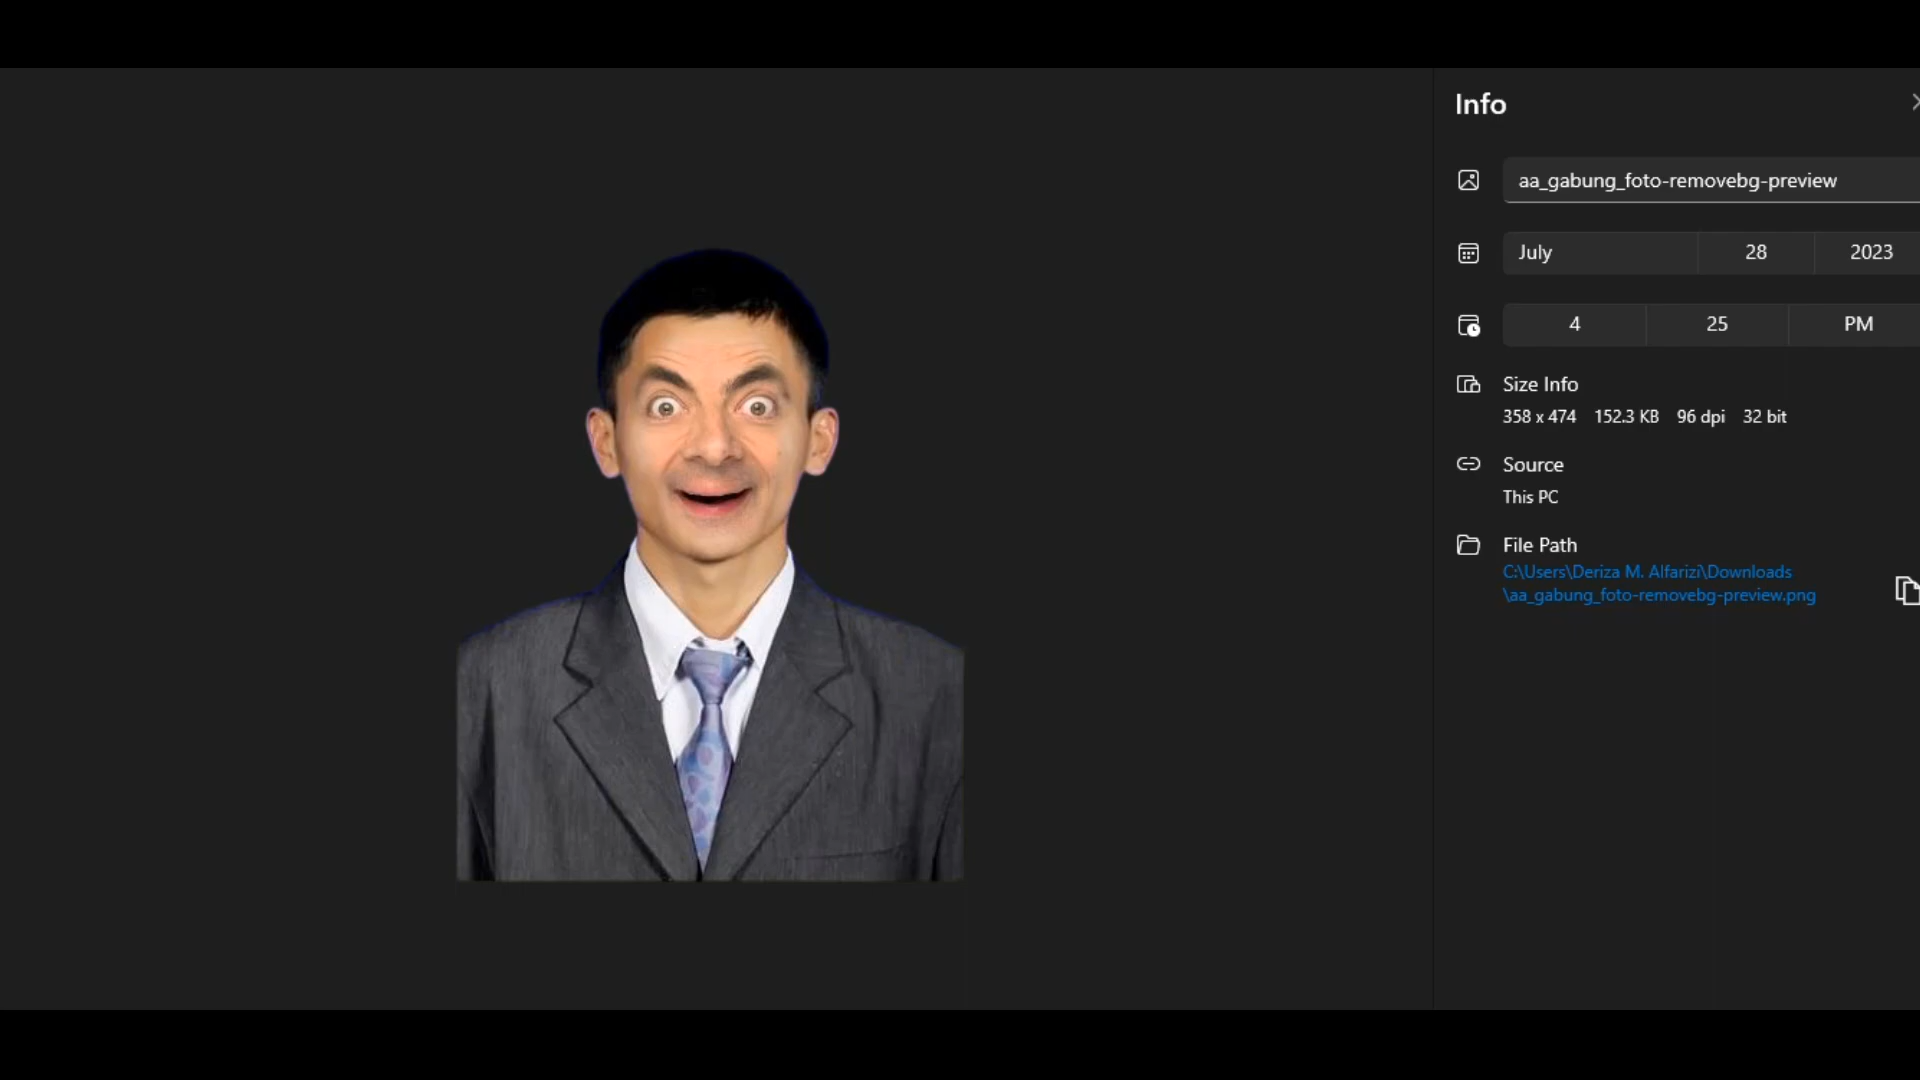 Info
aa_gabung_foto-removebg-preview
July 28 2023
4 25 PM
Size Info
358 x 474 152.3 KB 96 dpi 32 bit
Source
This PC
File Path
C:\Users\Deriza M. Alfarizi\Downloads
\aa_gabung_foto-removebg-preview.png